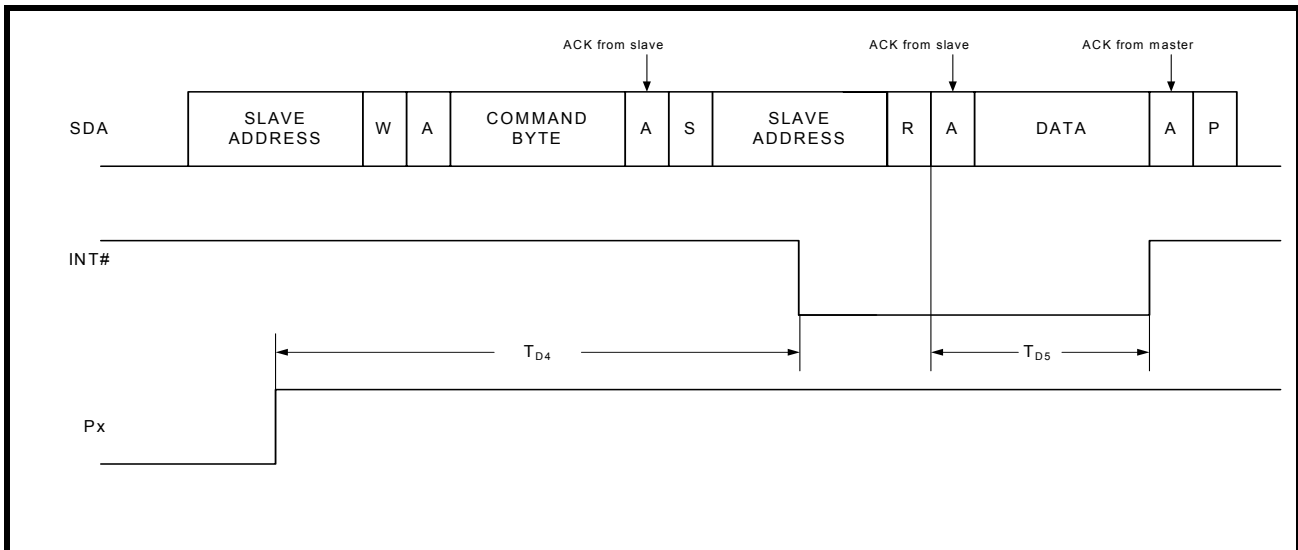 ACK from slave
ACK from slave
ACK from master
SDA
SLAVE
ADDRESS
W
A
COMMAND
BYTE
A
S
SLAVE
ADDRESS
R
A
DATA
A
P
INT#
TD4
TD5
Px